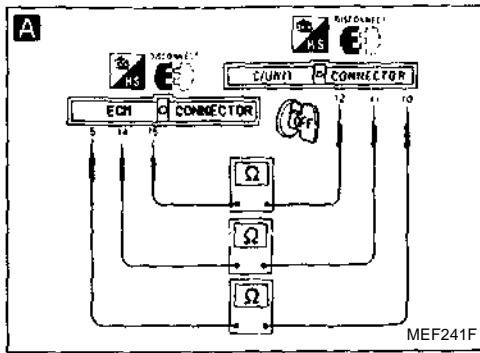 A
DISCONNECT
H.S.
DISCONNECT
H.S.
C/UNIT CONNECTOR
ECM CONNECTOR
12 11 10
OFF
5 14 15
Ω
Ω
Ω
MEF241F